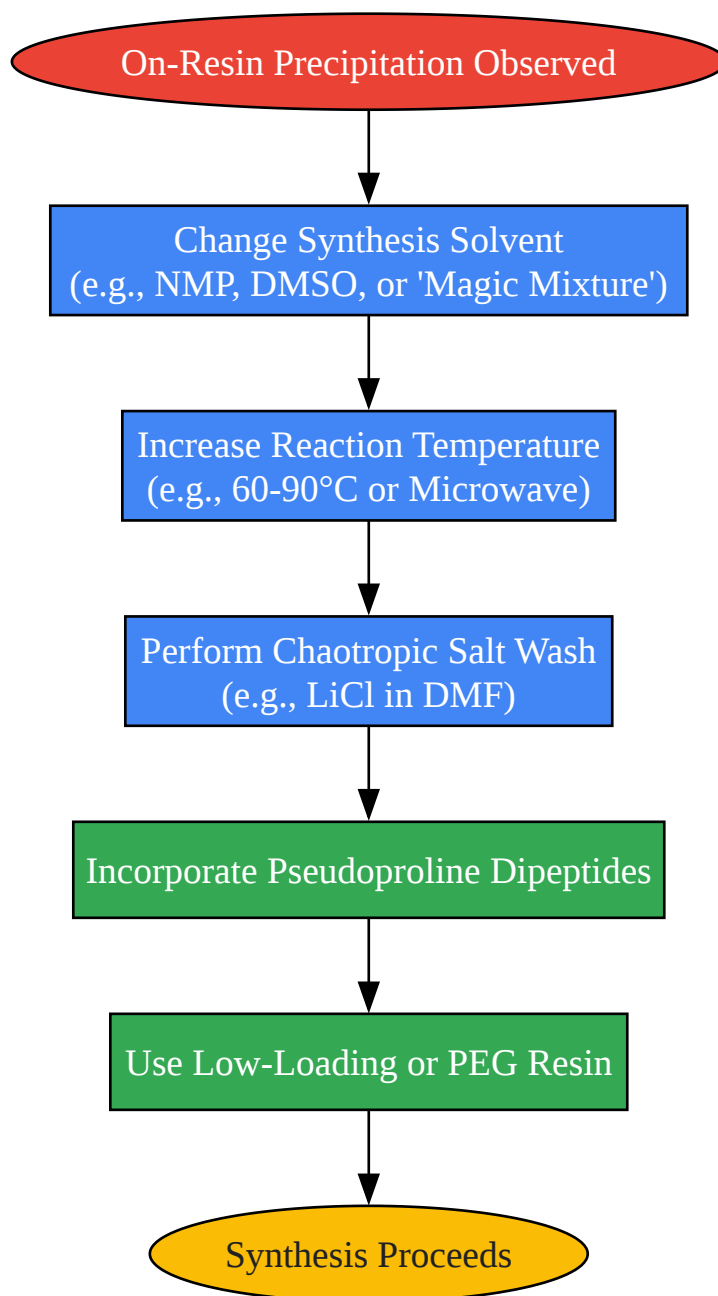 On-Resin Precipitation Observed
Change Synthesis Solvent
(e.g., NMP, DMSO, or 'Magic Mixture')
Increase Reaction Temperature
(e.g., 60-90°C or Microwave)
Perform Chaotropic Salt Wash
(e.g., LiCl in DMF)
Incorporate Pseudoproline Dipeptides
Use Low-Loading or PEG Resin
Synthesis Proceeds